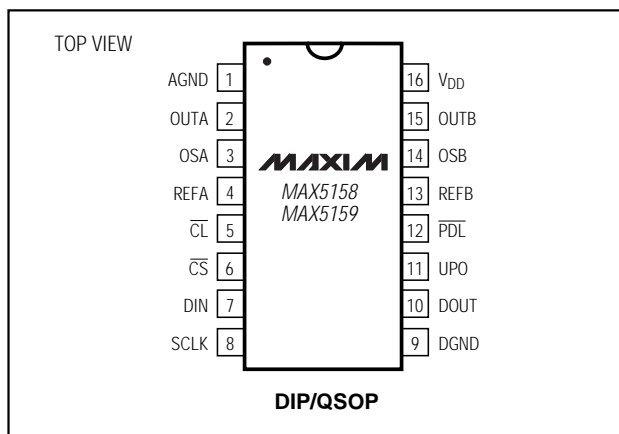 TOP VIEW
AGND 1
16 VDD
OUTA 2
15 OUTB
OSA 3
MAXIM
14 OSB
REFA 4
MAX5158
13 REFB
MAX5159
CL 5
12 PDL
CS 6
11 UPO
DIN 7
10 DOUT
SCLK 8
9 DGND
DIP/QSOP